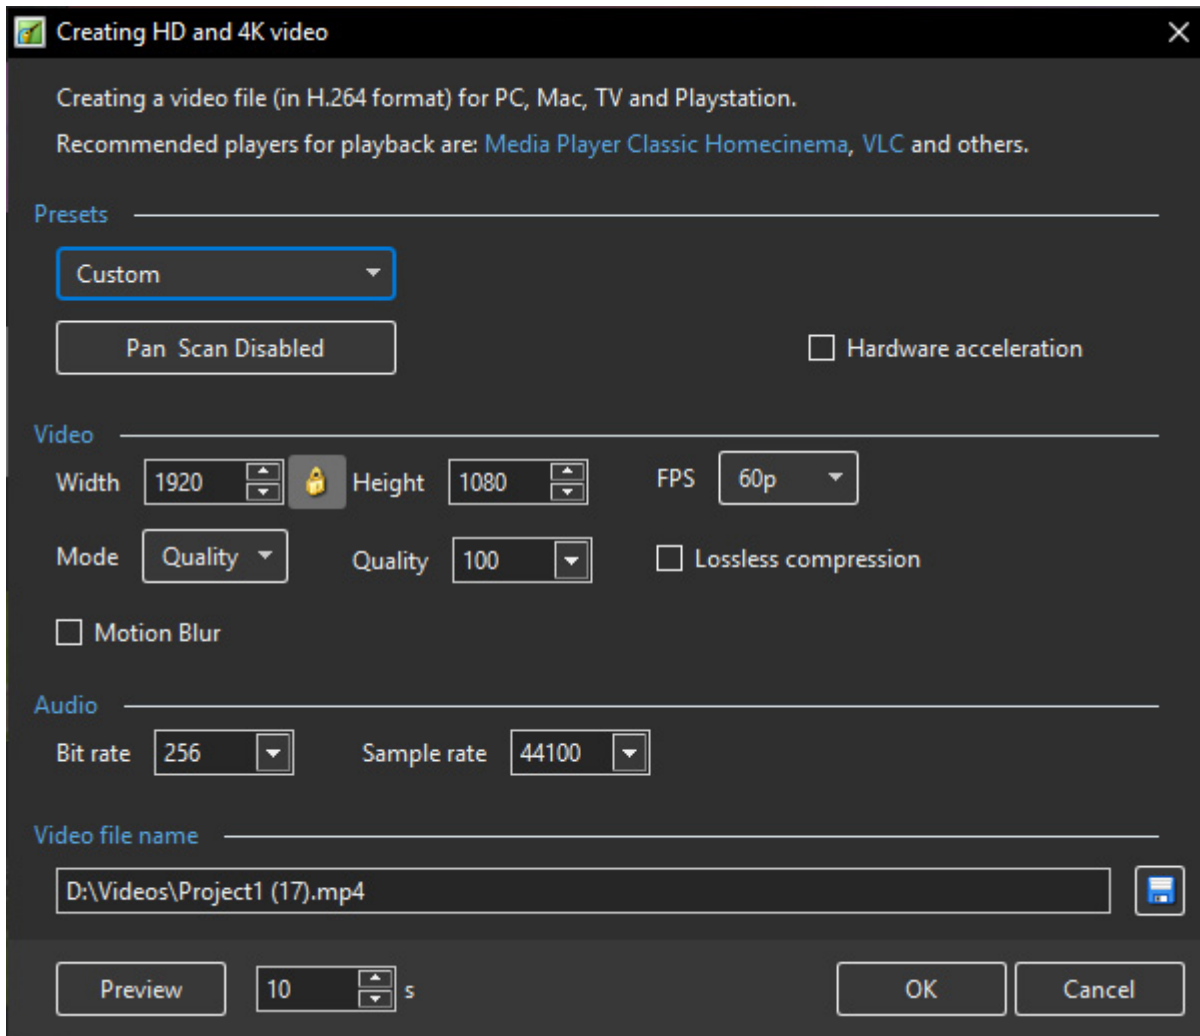 Creating HD and 4K video
Creating a video file (in H.264 format) for PC, Mac, TV and Playstation.
Recommended players for playback are: Media Player Classic Homecinema, VLC and others.
Presets
Custom
Pan Scan Disabled
Hardware acceleration
Video
Width 1920 Height 1080 FPS 60p
Mode Quality Quality 100 Lossless compression
Motion Blur
Audio
Bit rate 256 Sample rate 44100
Video file name
D:\Videos\Project1 (17).mp4
Preview 10 s OK Cancel